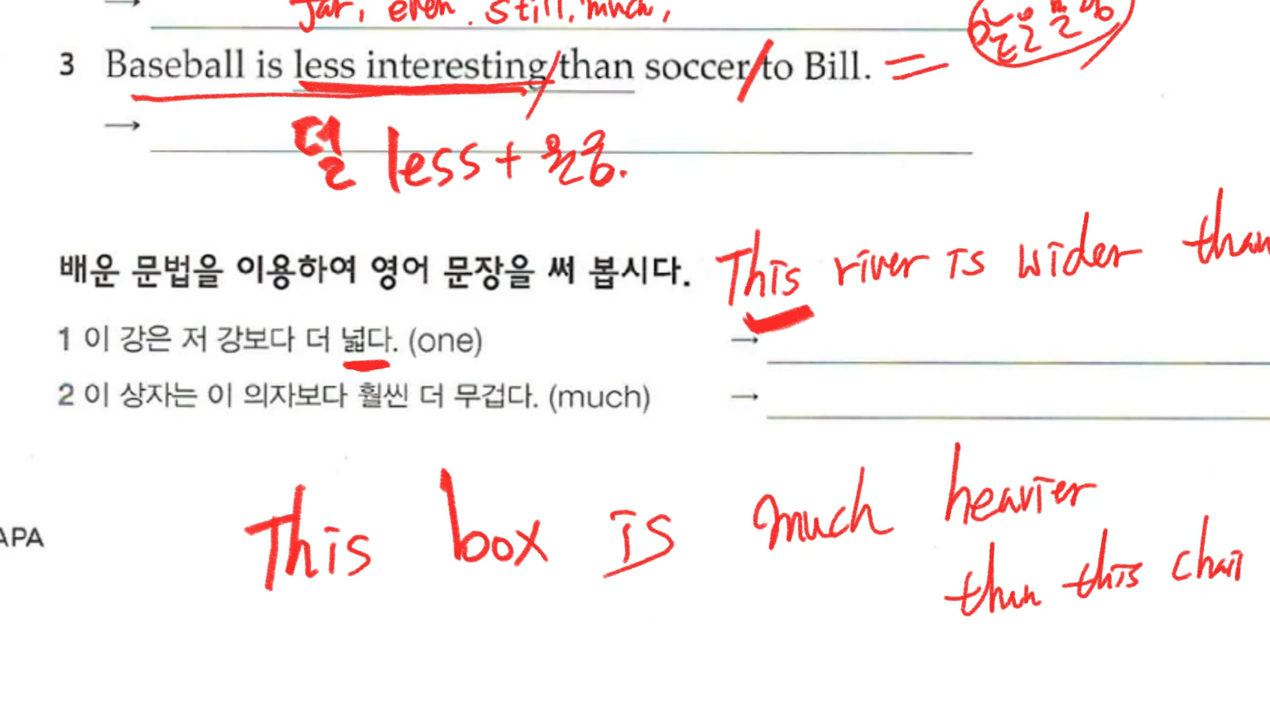 far, even, still, much,
3 Baseball is less interesting/than soccer/to Bill. =
→
덜 less + 원급.
배운 문법을 이용하여 영어 문장을 써 봅시다. This river is wider than
1 이 강은 저 강보다 더 넓다. (one) →
2 이 상자는 이 의자보다 훨씬 더 무겁다. (much) →
This box is much heavier
APA than this chair